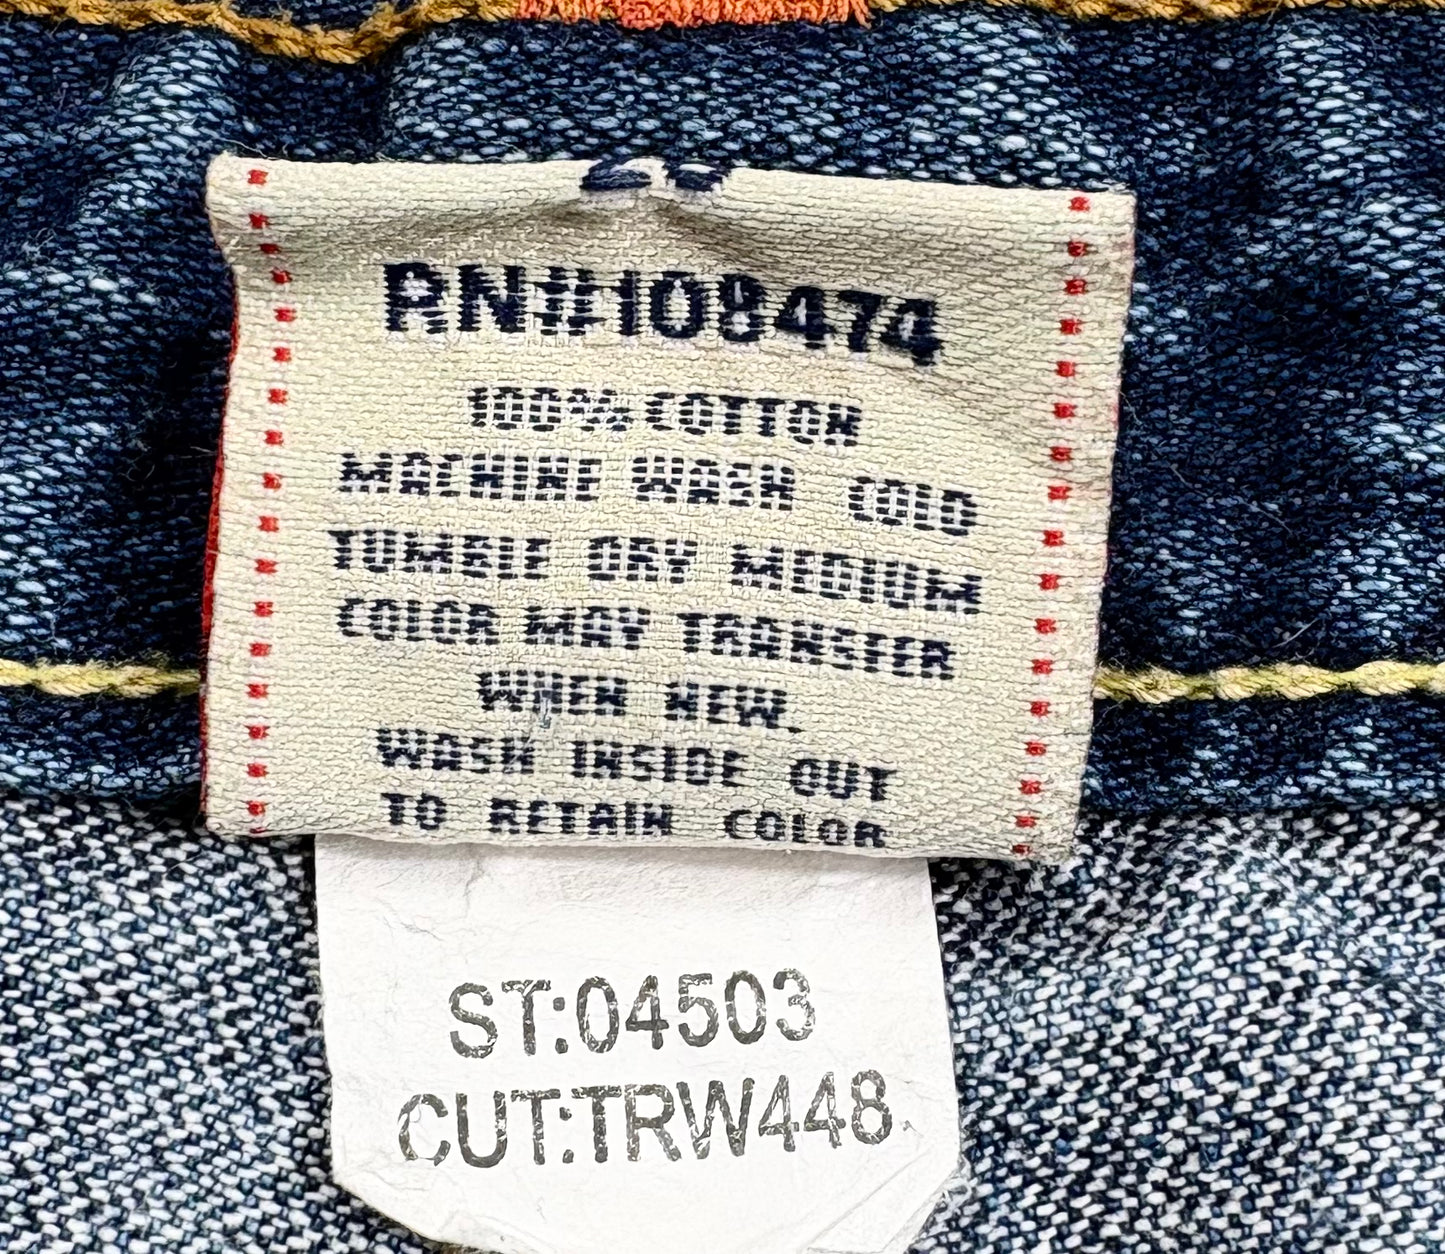 RN#108474
100% COTTON
MACHINE WASH COLD
TUMBLE DRY MEDIUM
COLOR MAY TRANSFER
WHEN NEW.
WASH INSIDE OUT
TO RETAIN COLOR
ST:04503
CUT:TRW448